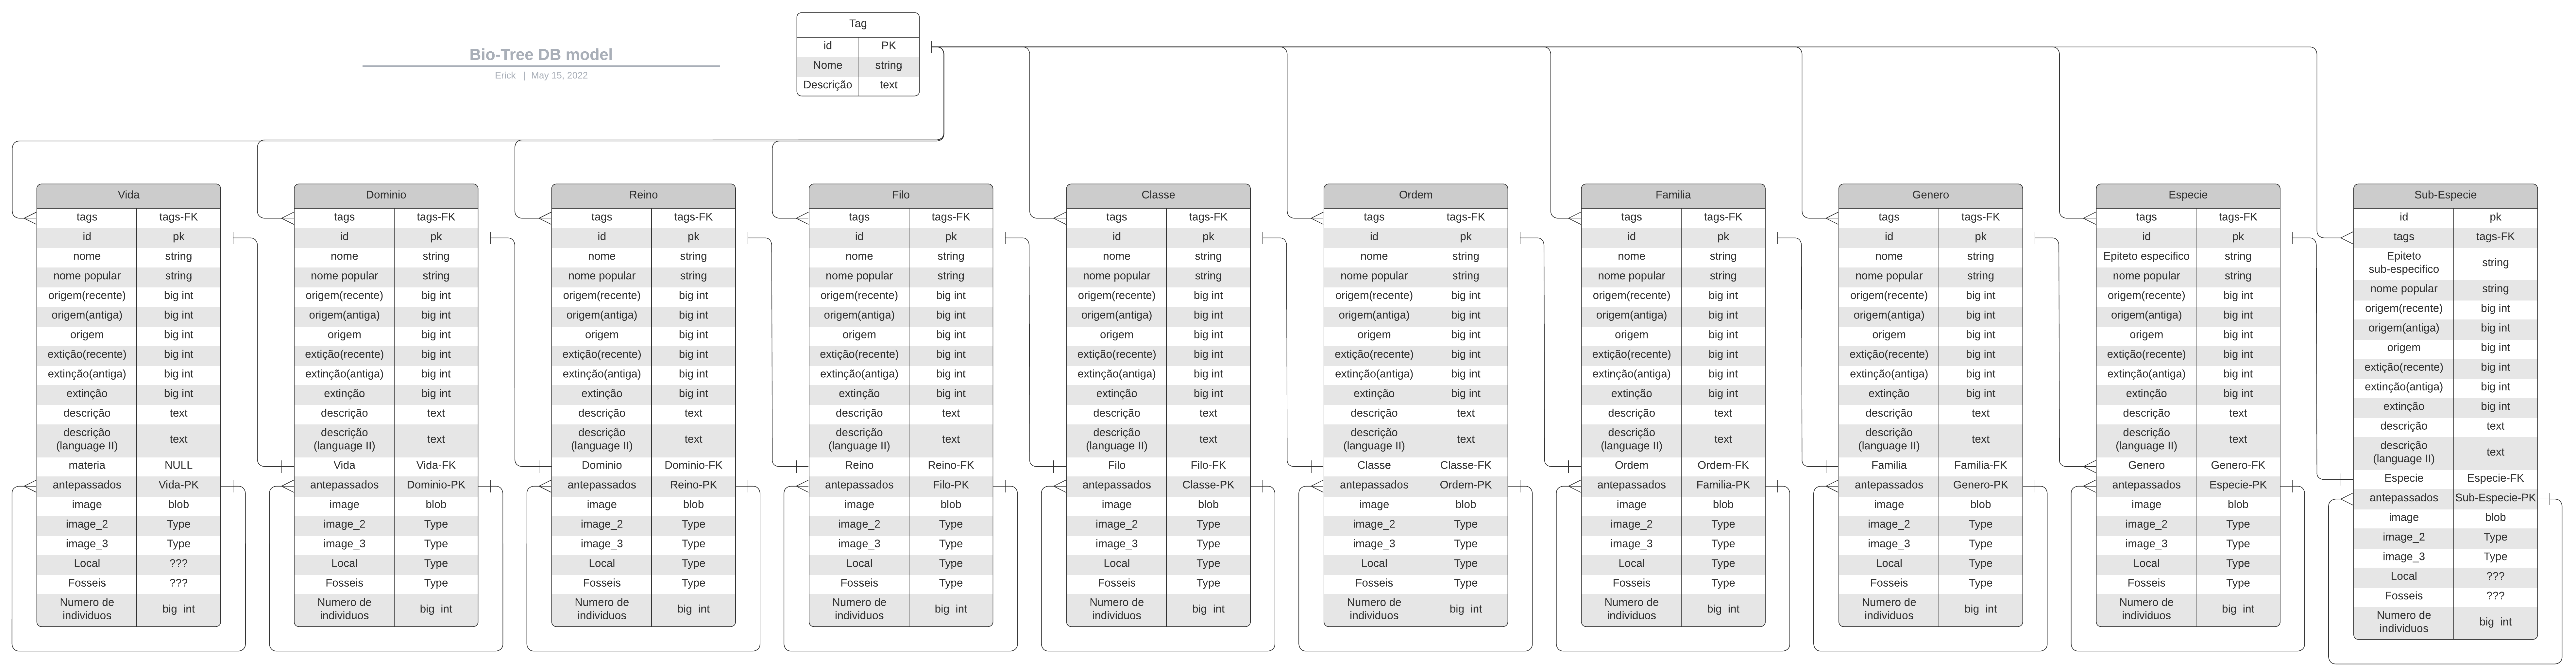 Bio-Tree DB model
Erick | May 15, 2022
Tag
id PK
Nome string
Descrição text
Vida
tags tags-FK
id pk
nome string
nome popular string
origem(recente) big int
origem(antiga) big int
origem big int
extição(recente) big int
extinção(antiga) big int
extinção big int
descrição text
descrição
(language II) text
materia NULL
antepassados Vida-PK
image blob
image_2 Type
image_3 Type
Local ???
Fosseis ???
Numero de
individuos big int
Dominio
tags tags-FK
id pk
nome string
nome popular string
origem(recente) big int
origem(antiga) big int
origem big int
extição(recente) big int
extinção(antiga) big int
extinção big int
descrição text
descrição
(language II) text
Vida Vida-FK
antepassados Dominio-PK
image blob
image_2 Type
image_3 Type
Local Type
Fosseis Type
Numero de
individuos big int
Reino
tags tags-FK
id pk
nome string
nome popular string
origem(recente) big int
origem(antiga) big int
origem big int
extição(recente) big int
extinção(antiga) big int
extinção big int
descrição text
descrição
(language II) text
Dominio Dominio-FK
antepassados Reino-PK
image blob
image_2 Type
image_3 Type
Local Type
Fosseis Type
Numero de
individuos big int
Filo
tags tags-FK
id pk
nome string
nome popular string
origem(recente) big int
origem(antiga) big int
origem big int
extição(recente) big int
extinção(antiga) big int
extinção big int
descrição text
descrição
(language II) text
Reino Reino-FK
antepassados Filo-PK
image blob
image_2 Type
image_3 Type
Local Type
Fosseis Type
Numero de
individuos big int
Classe
tags tags-FK
id pk
nome string
nome popular string
origem(recente) big int
origem(antiga) big int
origem big int
extição(recente) big int
extinção(antiga) big int
extinção big int
descrição text
descrição
(language II) text
Filo Filo-FK
antepassados Classe-PK
image blob
image_2 Type
image_3 Type
Local Type
Fosseis Type
Numero de
individuos big int
Ordem
tags tags-FK
id pk
nome string
nome popular string
origem(recente) big int
origem(antiga) big int
origem big int
extição(recente) big int
extinção(antiga) big int
extinção big int
descrição text
descrição
(language II) text
Classe Classe-FK
antepassados Ordem-PK
image blob
image_2 Type
image_3 Type
Local Type
Fosseis Type
Numero de
individuos big int
Familia
tags tags-FK
id pk
nome string
nome popular string
origem(recente) big int
origem(antiga) big int
origem big int
extição(recente) big int
extinção(antiga) big int
extinção big int
descrição text
descrição
(language II) text
Ordem Ordem-FK
antepassados Familia-PK
image blob
image_2 Type
image_3 Type
Local Type
Fosseis Type
Numero de
individuos big int
Genero
tags tags-FK
id pk
nome string
nome popular string
origem(recente) big int
origem(antiga) big int
origem big int
extição(recente) big int
extinção(antiga) big int
extinção big int
descrição text
descrição
(language II) text
Familia Familia-FK
antepassados Genero-PK
image blob
image_2 Type
image_3 Type
Local Type
Fosseis Type
Numero de
individuos big int
Especie
tags tags-FK
id pk
Epiteto especifico string
nome popular string
origem(recente) big int
origem(antiga) big int
origem big int
extição(recente) big int
extinção(antiga) big int
extinção big int
descrição text
descrição
(language II) text
Genero Genero-FK
antepassados Especie-PK
image blob
image_2 Type
image_3 Type
Local Type
Fosseis Type
Numero de
individuos big int
Sub-Especie
id pk
tags tags-FK
Epiteto
sub-especifico string
nome popular string
origem(recente) big int
origem(antiga) big int
origem big int
extição(recente) big int
extinção(antiga) big int
extinção big int
descrição text
descrição
(language II) text
Especie Especie-FK
antepassados Sub-Especie-PK
image blob
image_2 Type
image_3 Type
Local ???
Fosseis ???
Numero de
individuos big int